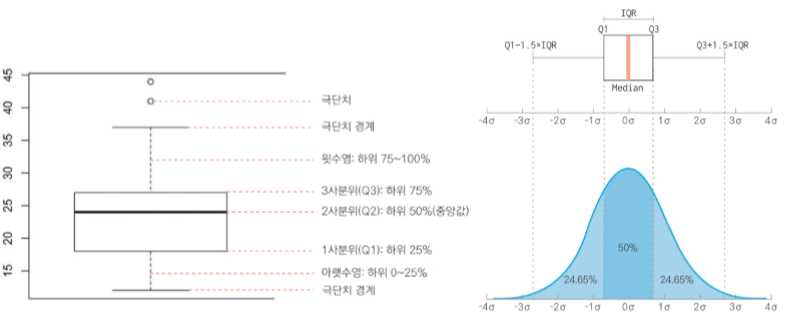 45
40
35
30
25
20
15
극단치
극단치 경계
윗수염: 하위 75~100%
3사분위(Q3): 하위 75%
2사분위(Q2): 하위 50%(중앙값)
1사분위(Q1): 하위 25%
아랫수염: 하위 0~25%
극단치 경계
IQR
Q1 Q3
Q1-1.5×IQR Q3+1.5×IQR
Median
-4σ -3σ -2σ -1σ 0σ 1σ 2σ 3σ 4σ
50%
24.65% 24.65%
-4σ -3σ -2σ -1σ 0σ 1σ 2σ 3σ 4σ